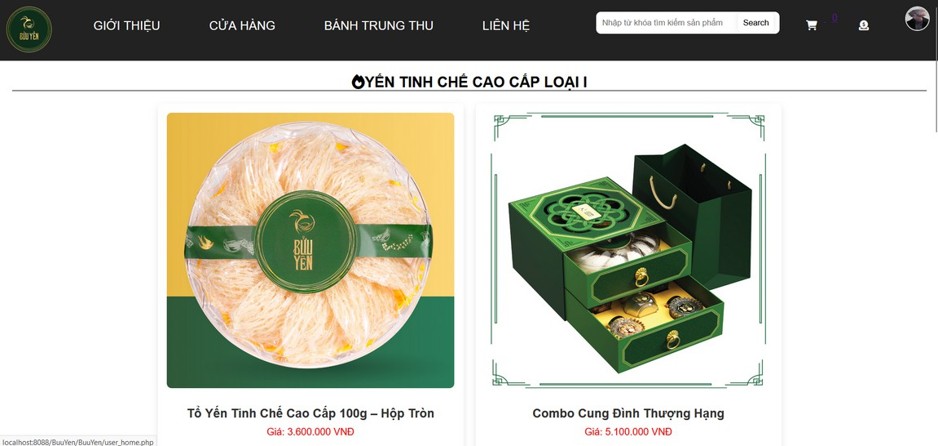 BỬU YẾN
GIỚI THIỆU
CỬA HÀNG
BÁNH TRUNG THU
LIÊN HỆ
Nhập từ khóa tìm kiếm sản phẩm
Search
0
YẾN TINH CHẾ CAO CẤP LOẠI I
BỬU
YẾN
Tổ Yến Tinh Chế Cao Cấp 100g – Hộp Tròn
Giá: 3.600.000 VNĐ
Combo Cung Đình Thượng Hạng
Giá: 5.100.000 VNĐ
localhost:8088/BuuYen/BuuYen/user_home.php